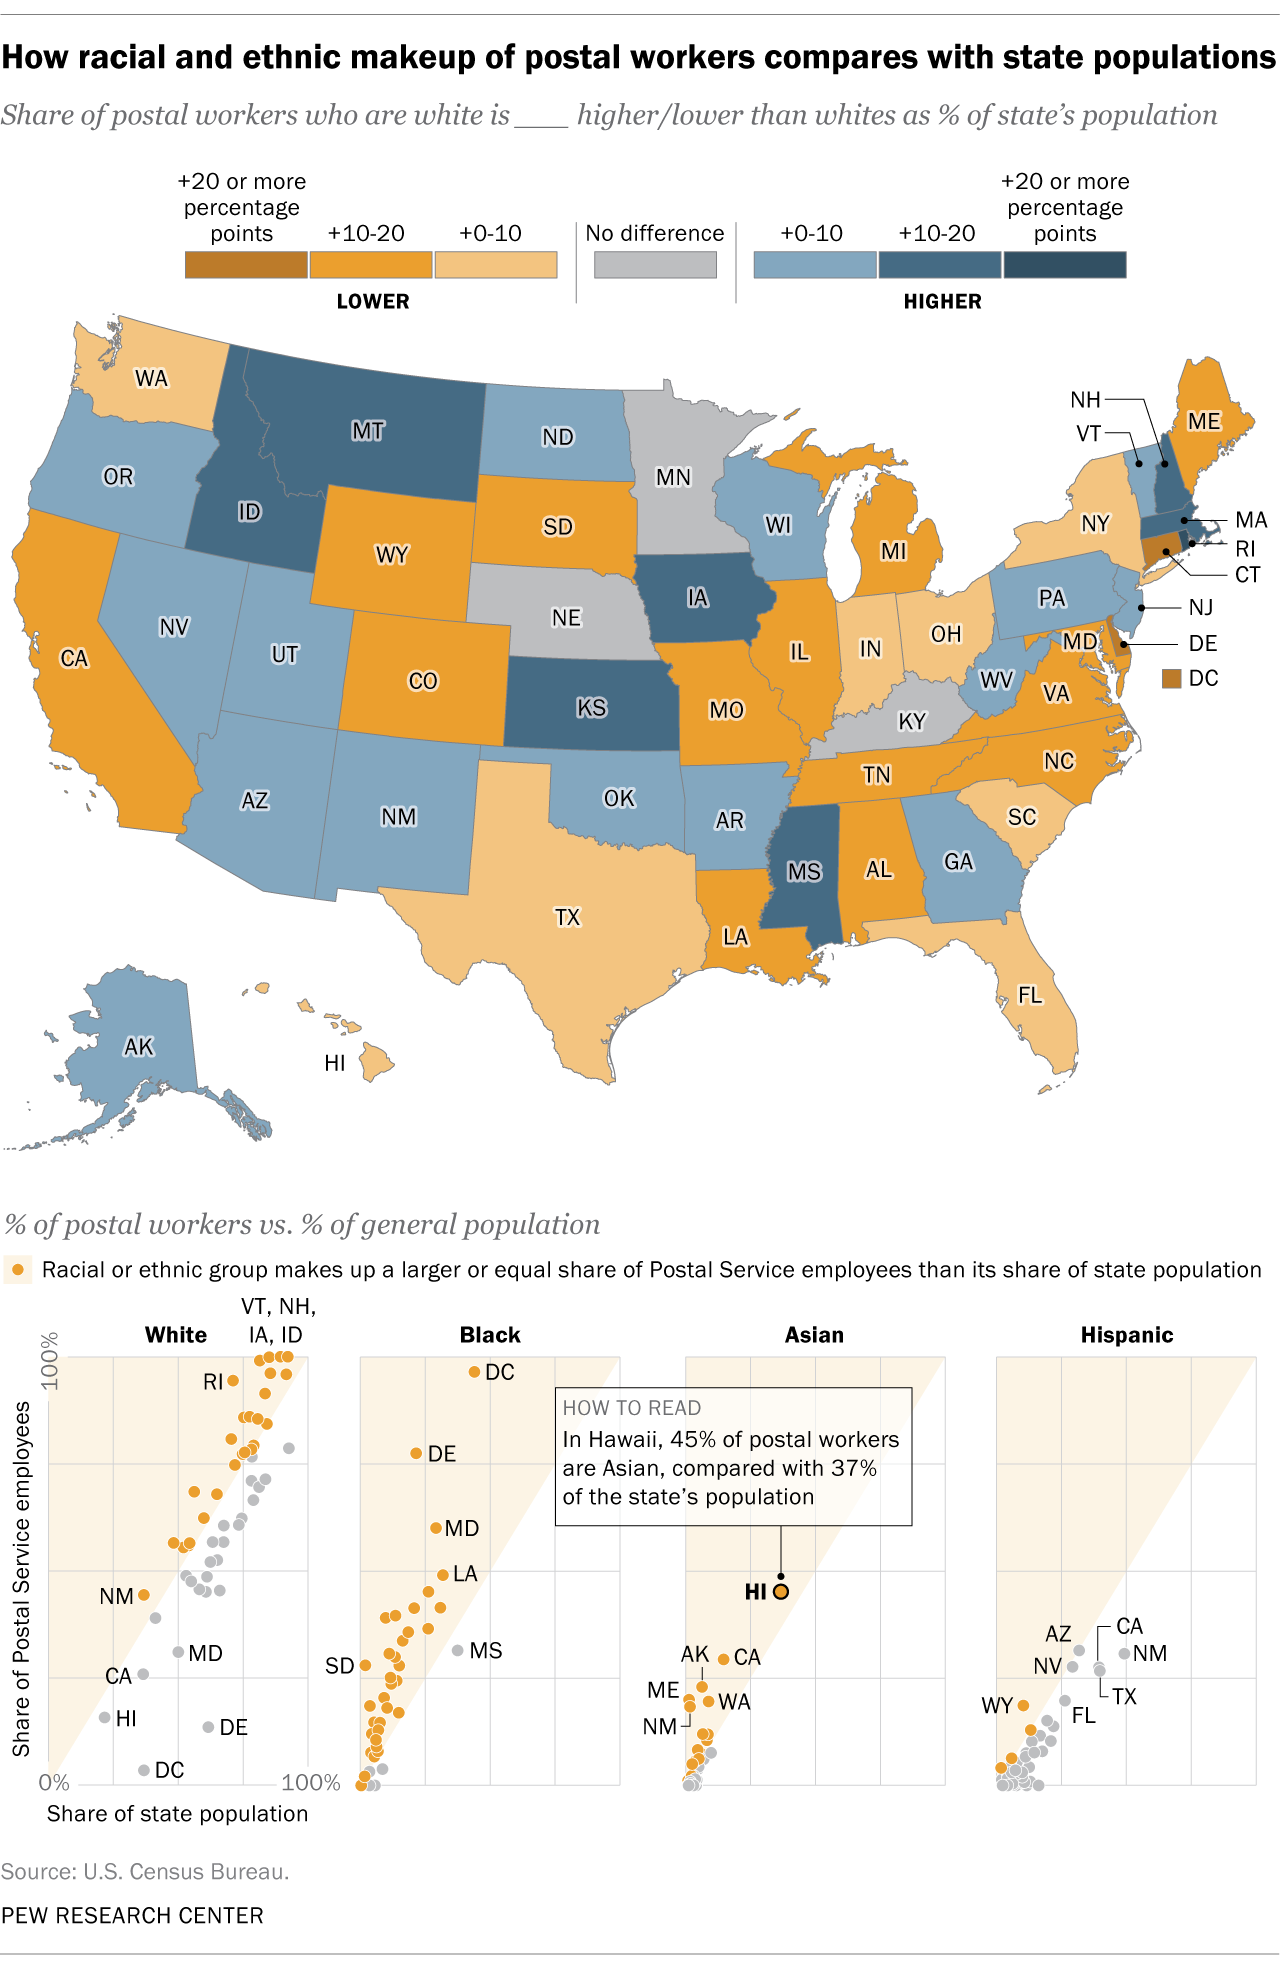 How racial and ethnic makeup of postal workers compares with state populations
Share of postal workers who are white is ___ higher/lower than whites as % of state's population
+20 or more
percentage
points
+10-20
+0-10
No difference
+0-10
+10-20
+20 or more
percentage
points
LOWER
HIGHER
WA
MT
ND
MN
OR
ID
SD
WI
MI
WY
NH
VT
ME
NY
MA
RI
CT
NV
UT
CO
NE
IA
IL
IN
OH
PA
NJ
MD
DE
DC
CA
KS
MO
KY
WV
VA
TN
NC
AZ
NM
OK
AR
SC
MS
AL
GA
TX
LA
FL
AK
HI
% of postal workers vs. % of general population
Racial or ethnic group makes up a larger or equal share of Postal Service employees than its share of state population
VT, NH,
IA, ID
White
Black
Asian
Hispanic
100%
Share of Postal Service employees
RI
NM
MD
CA
HI
DE
DC
0%
100%
Share of state population
DC
DE
MD
LA
MS
SD
HOW TO READ
In Hawaii, 45% of postal workers
are Asian, compared with 37%
of the state's population
HI
AK
CA
ME
WA
NM
AZ
CA
NV
NM
TX
WY
FL
Source: U.S. Census Bureau.
PEW RESEARCH CENTER